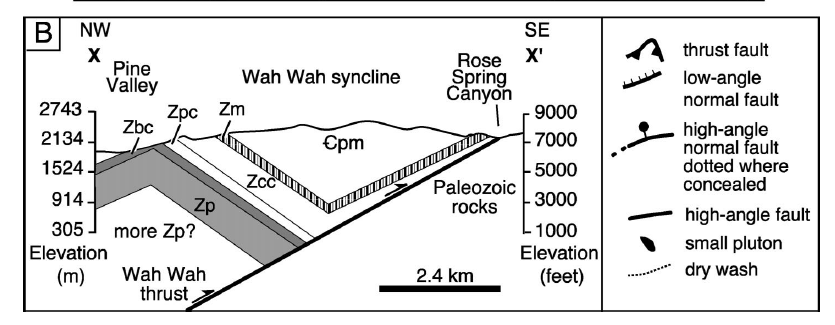 B
NW
X
SE
X'
Pine
Valley
Wah Wah syncline
Rose
Spring
Canyon
2743
2134
1524
914
305
Elevation
(m)
Zbc
Zpc
Zm
Ꞓpm
Zcc
Zp
more Zp?
Paleozoic
rocks
Wah Wah
thrust
2.4 km
9000
7000
5000
3000
1000
Elevation
(feet)
thrust fault
low-angle
normal fault
high-angle
normal fault
dotted where
concealed
high-angle fault
small pluton
dry wash